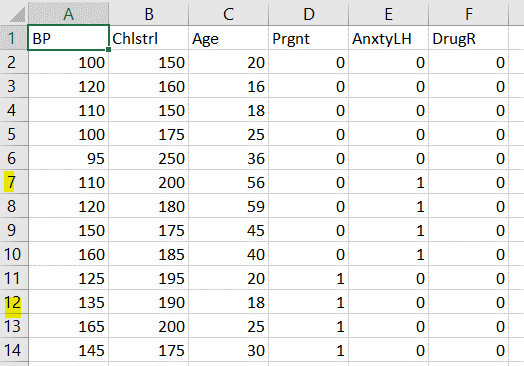 A B C D E F
1 BP Chlstrl Age Prgnt AnxtyLH DrugR
2 100 150 20 0 0 0
3 120 160 16 0 0 0
4 110 150 18 0 0 0
5 100 175 25 0 0 0
6 95 250 36 0 0 0
7 110 200 56 0 1 0
8 120 180 59 0 1 0
9 150 175 45 0 1 0
10 160 185 40 0 1 0
11 125 195 20 1 0 0
12 135 190 18 1 0 0
13 165 200 25 1 0 0
14 145 175 30 1 0 0